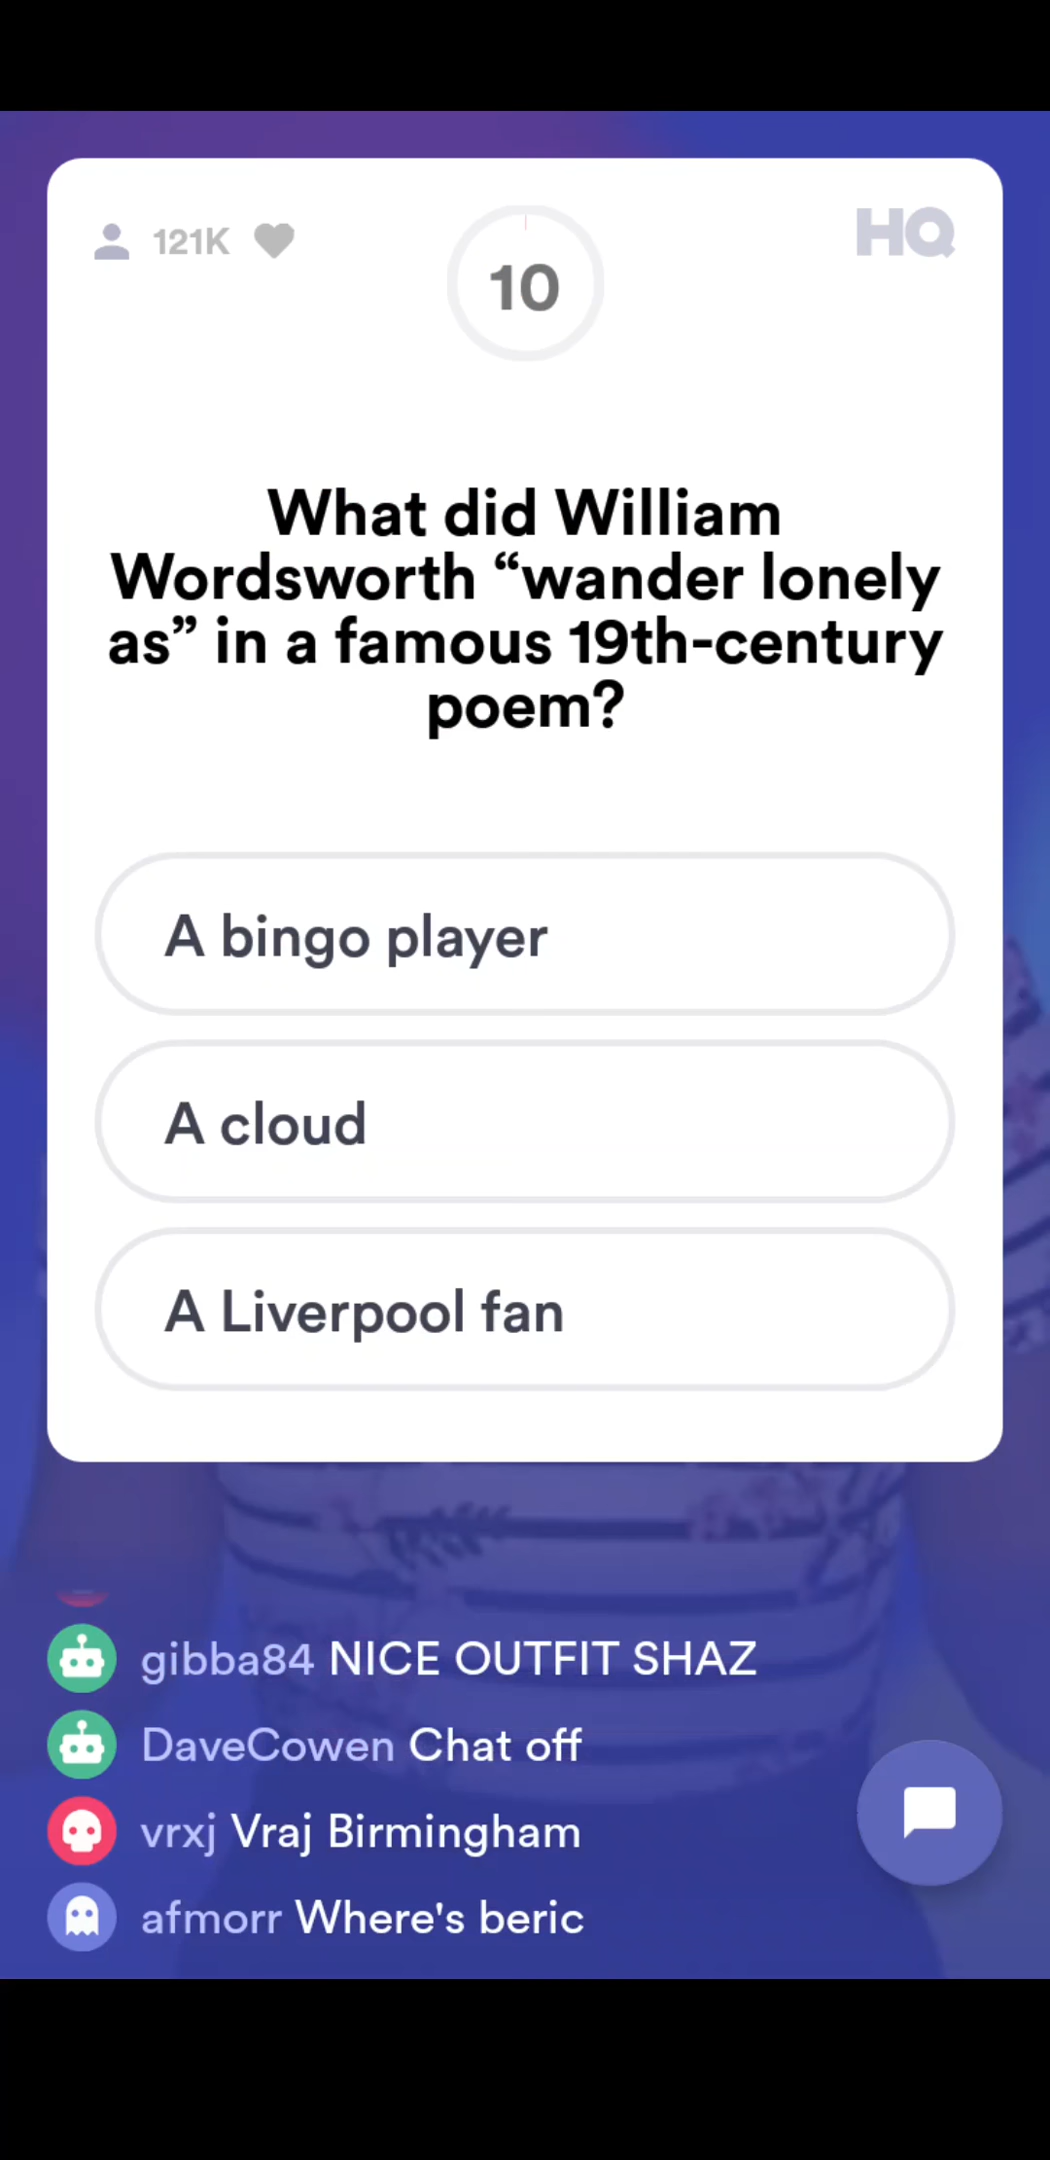 121K
10
HQ
What did William
Wordsworth “wander lonely
as” in a famous 19th-century
poem?
A bingo player
A cloud
A Liverpool fan
gibba84 NICE OUTFIT SHAZ
DaveCowen Chat off
vrxj Vraj Birmingham
afmorr Where's beric